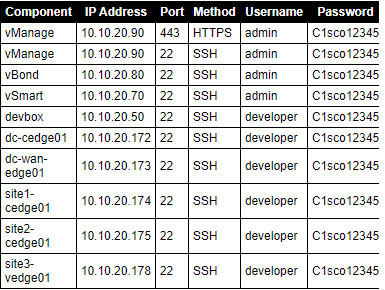 Component IP Address Port Method Username Password
vManage 10.10.20.90 443 HTTPS admin C1sco12345
vManage 10.10.20.90 22 SSH admin C1sco12345
vBond 10.10.20.80 22 SSH admin C1sco12345
vSmart 10.10.20.70 22 SSH admin C1sco12345
devbox 10.10.20.50 22 SSH developer C1sco12345
dc-cedge01 10.10.20.172 22 SSH developer C1sco12345
dc-wan-
edge01 10.10.20.173 22 SSH developer C1sco12345
site1-
cedge01 10.10.20.174 22 SSH developer C1sco12345
site2-
cedge01 10.10.20.175 22 SSH developer C1sco12345
site3-
vedge01 10.10.20.178 22 SSH developer C1sco12345